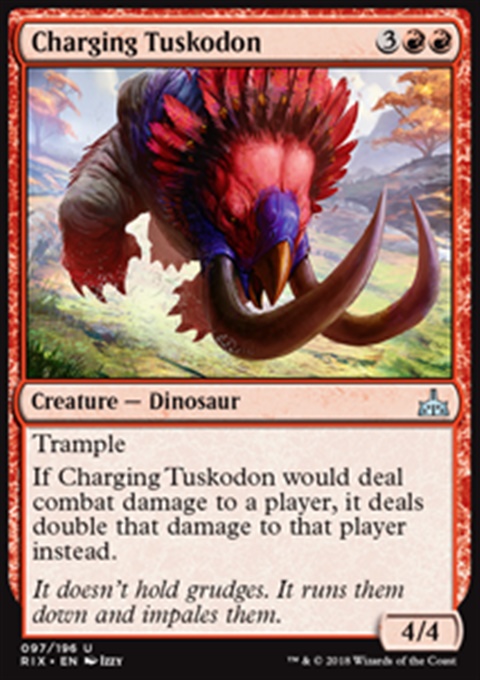 Charging Tuskodon 3
Creature — Dinosaur
Trample
If Charging Tuskodon would deal
combat damage to a player, it deals
double that damage to that player
instead.
It doesn't hold grudges. It runs them
down and impales them.
4/4
097/196 U
RIX • EN Izzy
™ & © 2018 Wizards of the Coast